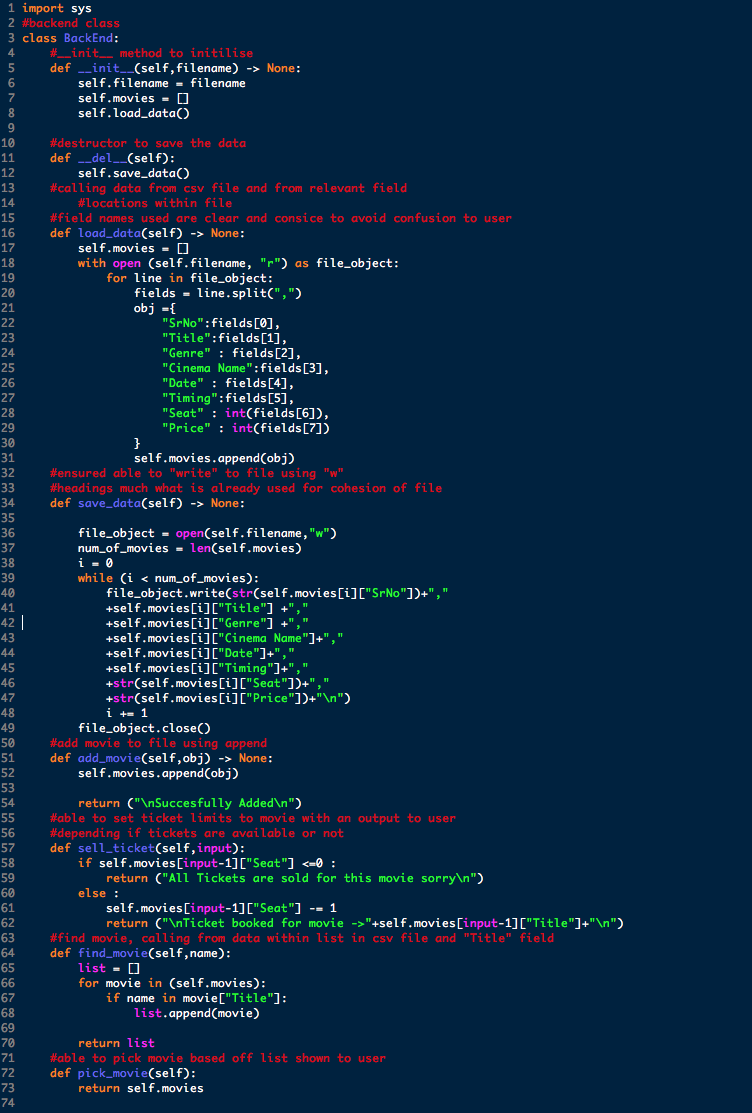 1 import sys
2 #backend class
3 class BackEnd:
4     #__init__ method to initilise
5     def __init__(self,filename) -> None:
6         self.filename = filename
7         self.movies = []
8         self.load_data()
9
10     #destructor to save the data
11     def __del__(self):
12         self.save_data()
13     #calling data from csv file and from relevant field
14         #locations within file
15     #field names used are clear and consice to avoid confusion to user
16     def load_data(self) -> None:
17         self.movies = []
18         with open (self.filename, "r") as file_object:
19             for line in file_object:
20                 fields = line.split(",")
21                 obj ={
22                     "SrNo":fields[0],
23                     "Title":fields[1],
24                     "Genre" : fields[2],
25                     "Cinema Name":fields[3],
26                     "Date" : fields[4],
27                     "Timing":fields[5],
28                     "Seat" : int(fields[6]),
29                     "Price" : int(fields[7])
30                 }
31                 self.movies.append(obj)
32     #ensured able to "write" to file using "w"
33     #headings much what is already used for cohesion of file
34     def save_data(self) -> None:
35
36         file_object = open(self.filename,"w")
37         num_of_movies = len(self.movies)
38         i = 0
39         while (i < num_of_movies):
40             file_object.write(str(self.movies[i]["SrNo"])+","
41             +self.movies[i]["Title"] +","
42             +self.movies[i]["Genre"] +","
43             +self.movies[i]["Cinema Name"]+","
44             +self.movies[i]["Date"]+","
45             +self.movies[i]["Timing"]+","
46             +str(self.movies[i]["Seat"])+","
47             +str(self.movies[i]["Price"])+"\n")
48             i += 1
49         file_object.close()
50     #add movie to file using append
51     def add_movie(self,obj) -> None:
52         self.movies.append(obj)
53
54         return ("\nSuccesfully Added\n")
55     #able to set ticket limits to movie with an output to user
56     #depending if tickets are available or not
57     def sell_ticket(self,input):
58         if self.movies[input-1]["Seat"] <=0 :
59             return ("All Tickets are sold for this movie sorry\n")
60         else :
61             self.movies[input-1]["Seat"] -= 1
62             return ("\nTicket booked for movie ->"+self.movies[input-1]["Title"]+"\n")
63     #find movie, calling from data within list in csv file and "Title" field
64     def find_movie(self,name):
65         list = []
66         for movie in (self.movies):
67             if name in movie["Title"]:
68                 list.append(movie)
69
70         return list
71     #able to pick movie based off list shown to user
72     def pick_movie(self):
73         return self.movies
74